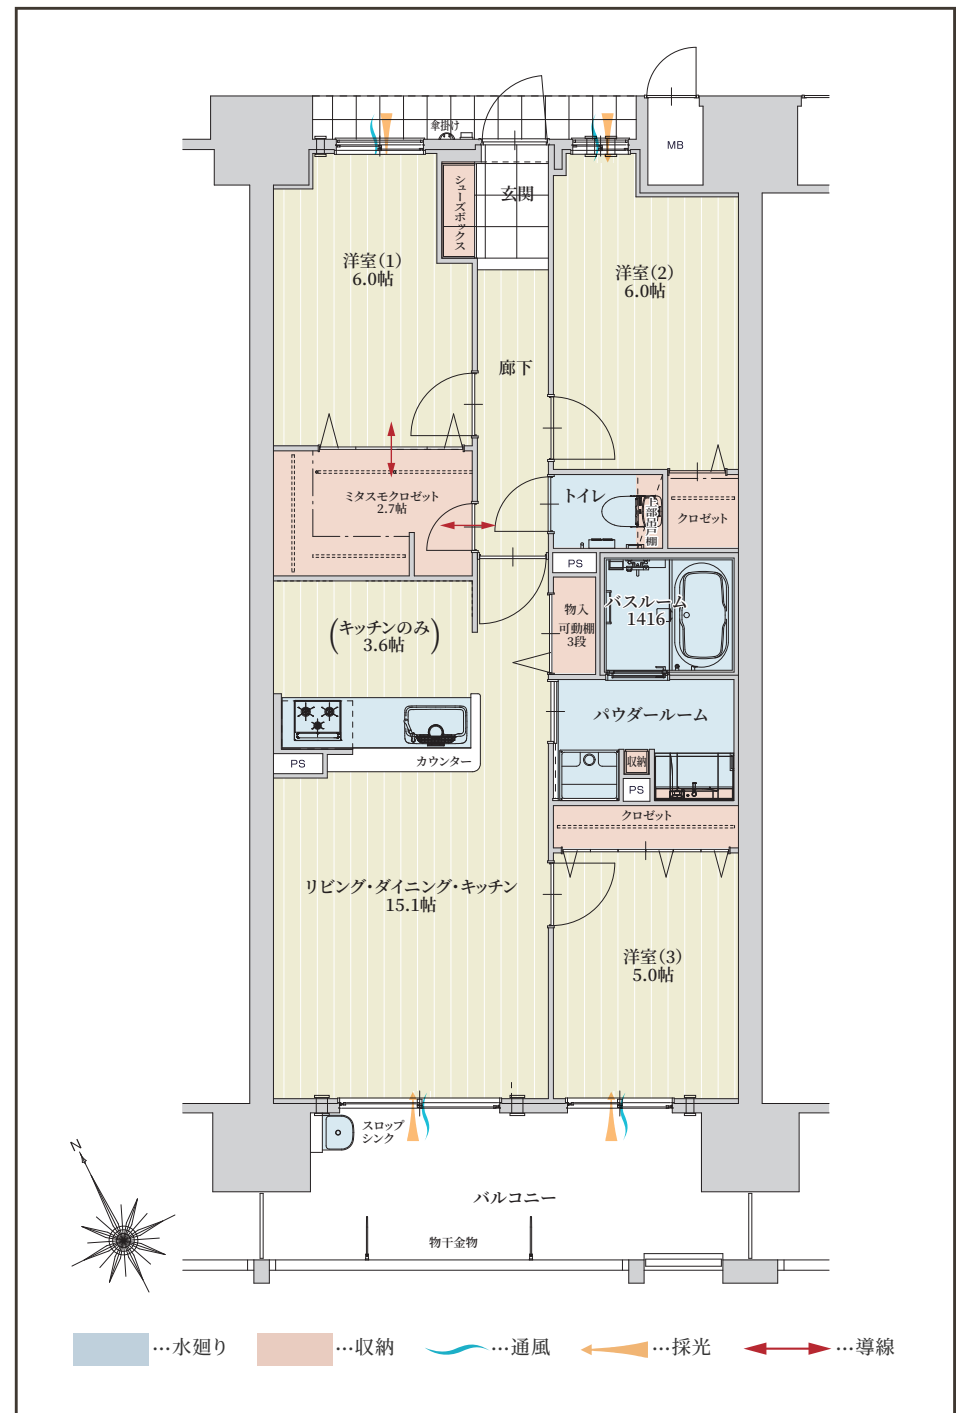 傘掛け
MB
シューズボックス
玄関
洋室(1)
6.0帖
洋室(2)
6.0帖
廊下
ミタスモクロゼット
2.7帖
トイレ
上部吊戸棚
クロゼット
PS
物入
可動棚
3段
バスルーム
1416
(キッチンのみ)
3.6帖
パウダールーム
カウンター
PS
収納
PS
クロゼット
リビング・ダイニング・キッチン
15.1帖
洋室(3)
5.0帖
スロップ
シンク
N
バルコニー
物干金物
…水廻り
…収納
…通風
…採光
…導線